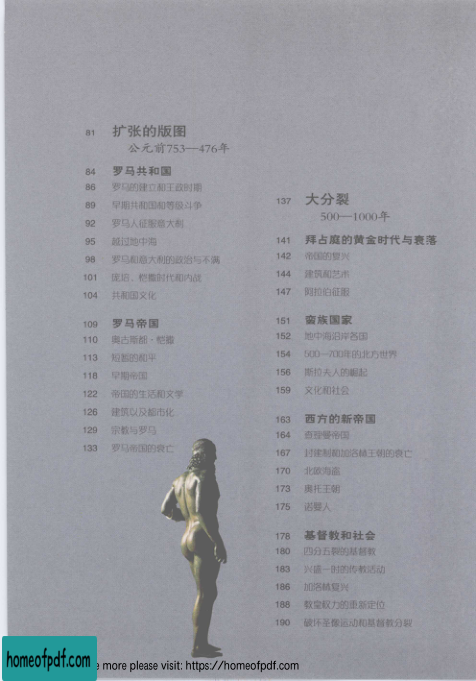 81 扩张的版图
公元前753—476年
84 罗马共和国
86 罗马的建立和王政时期
89 早期共和国和等级斗争
92 罗马人征服意大利
95 越过地中海
98 罗马和意大利的政治与不满
101 庞培、恺撒时代和内战
104 共和国文化
109 罗马帝国
110 奥古斯都·恺撒
113 短暂的和平
118 早期帝国
122 帝国的生活和文学
126 建筑以及都市化
129 宗教与罗马
133 罗马帝国的衰亡
137 大分裂
500—1000年
141 拜占庭的黄金时代与衰落
142 帝国的复兴
144 建筑和艺术
147 阿拉伯征服
151 蛮族国家
152 地中海沿岸各国
154 500—700年的北方世界
156 斯拉夫人的崛起
159 文化和社会
163 西方的新帝国
164 查理曼帝国
167 封建制和加洛林王朝的衰亡
170 北欧海盗
173 奥托王朝
175 诺曼人
178 基督教和社会
180 四分五裂的基督教
183 兴盛一时的传教活动
186 加洛林复兴
188 教皇权力的重新定位
190 破坏圣像运动和基督教分裂
homeofpdf.com
more please visit: https://homeofpdf.com